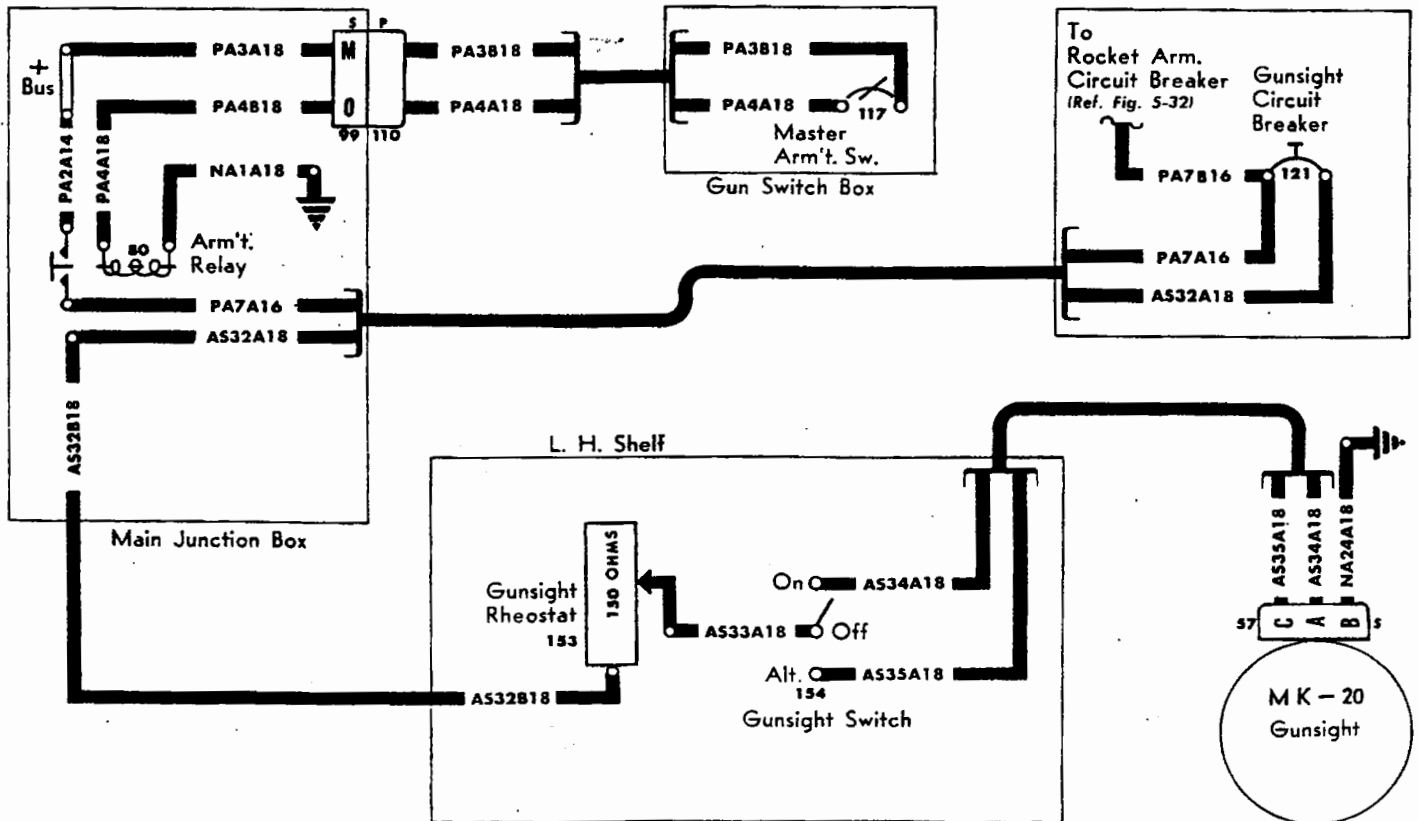 S P
PA3A18
M
PA3B18
+
Bus
PA4B18
O
PA4A18
99 110
PA2A14
PA4A18
NA1A18
80
Arm't.
Relay
PA7A16
AS32A18
AS32B18
Main Junction Box
PA3B18
PA4A18
117
Master
Arm't. Sw.
Gun Switch Box
To
Rocket Arm.
Circuit Breaker
(Ref. Fig. 5-32)
Gunsight
Circuit
Breaker
PA7B16
121
PA7A16
AS32A18
L. H. Shelf
Gunsight
Rheostat
153
150 OHMS
On
AS34A18
AS33A18
Off
Alt.
154
AS35A18
AS32B18
Gunsight Switch
AS35A18
AS34A18
NA24A18
57
C
A
B
S
MK-20
Gunsight